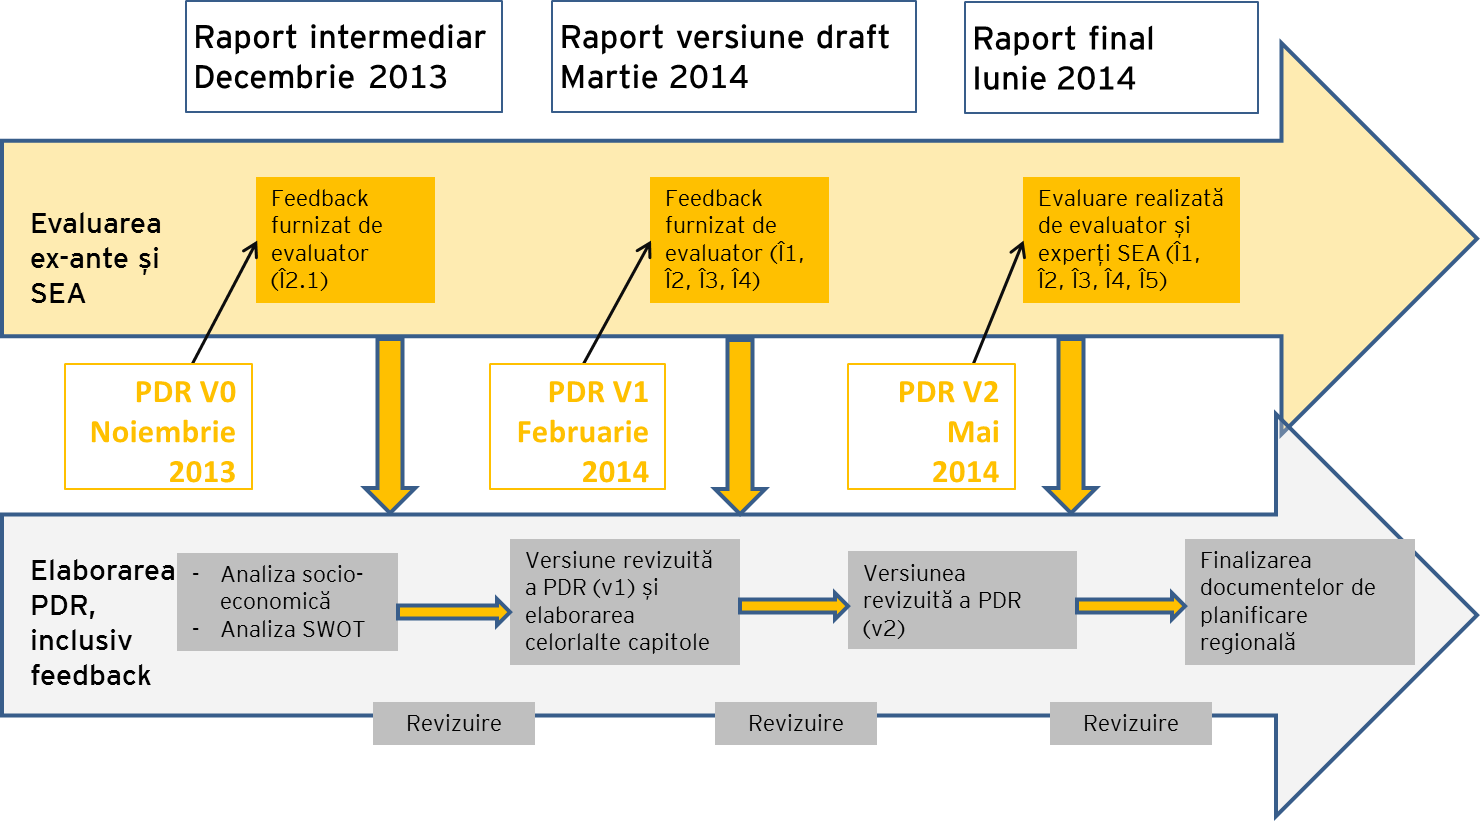 Raport intermediar
Decembrie 2013
Raport versiune draft
Martie 2014
Raport final
Iunie 2014
Evaluarea
ex-ante și
SEA
Feedback
furnizat de
evaluator
(Î2.1)
Feedback
furnizat de
evaluator (Î1,
Î2, Î3, Î4)
Evaluare realizată
de evaluator și
experți SEA (Î1,
Î2, Î3, Î4, Î5)
PDR V0
Noiembrie
2013
PDR V1
Februarie
2014
PDR V2
Mai
2014
Elaborarea
PDR,
inclusiv
feedback
- Analiza socio-
economică
- Analiza SWOT
Versiune revizuită
a PDR (v1) și
elaborarea
celorlalte capitole
Versiunea
revizuită a PDR
(v2)
Finalizarea
documentelor de
planificare
regională
Revizuire
Revizuire
Revizuire